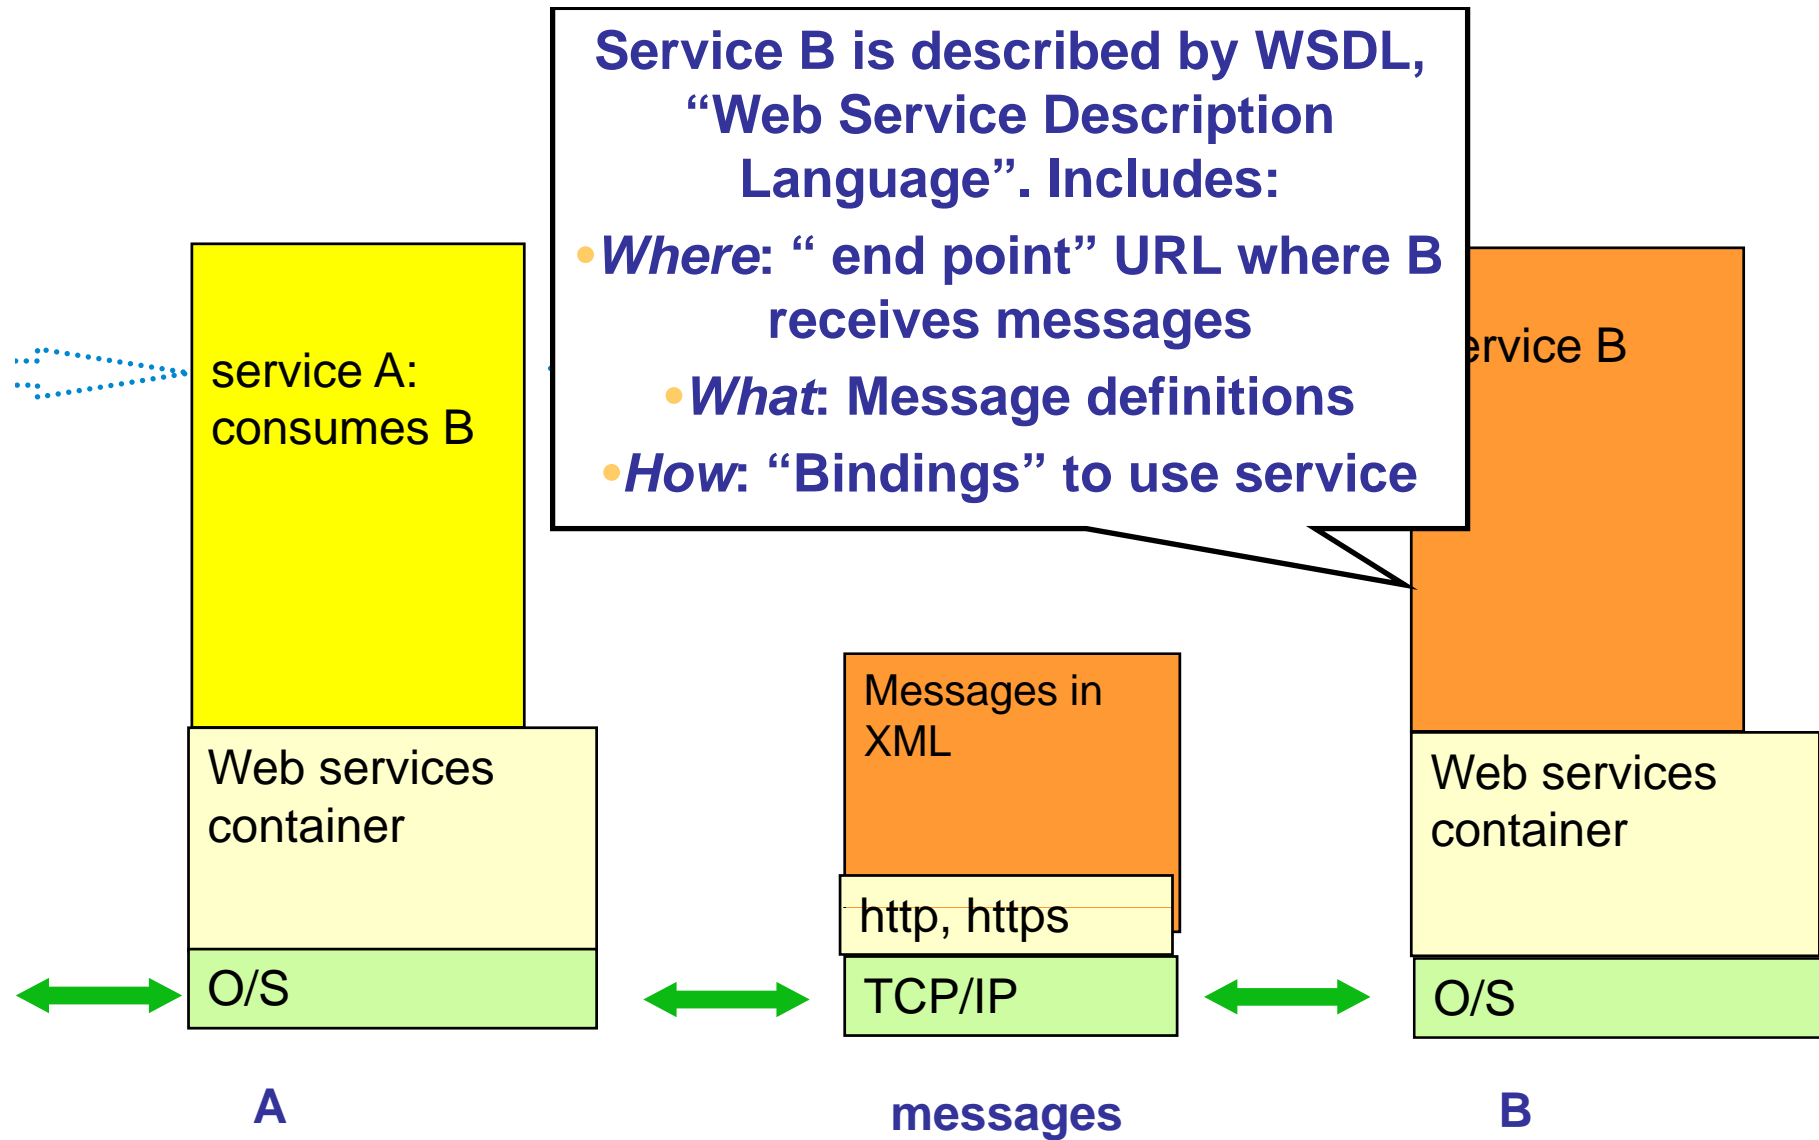 Service B is described by WSDL,
“Web Service Description
Language”. Includes:
•Where: “ end point” URL where B
receives messages
•What: Message definitions
•How: “Bindings” to use service
service A:
consumes B
ervice B
Messages in
XML
Web services
container
Web services
container
http, https
O/S
TCP/IP
O/S
A
messages
B